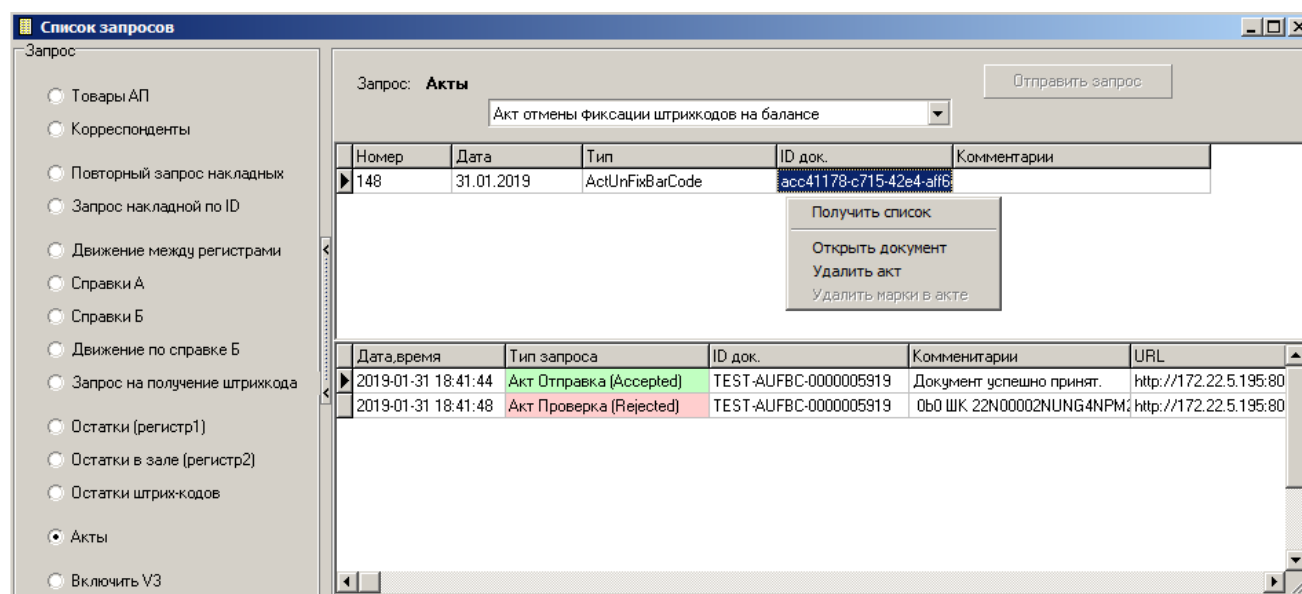 Список запросов
Запрос
Товары АП
Корреспонденты
Повторный запрос накладных
Запрос накладной по ID
Движение между регистрами
Справки А
Справки Б
Движение по справке Б
Запрос на получение штрихкода
Остатки (регистр1)
Остатки в зале (регистр2)
Остатки штрих-кодов
Акты
Включить V3
Запрос: Акты
Отправить запрос
Акт отмены фиксации штрихкодов на балансе
Номер Дата Тип ID док. Комментарии
148 31.01.2019 ActUnFixBarCode acc41178-c715-42e4-aff6
Получить список
Открыть документ
Удалить акт
Удалить марки в акте
Дата,время Тип запроса ID док. Комменитарии URL
2019-01-31 18:41:44 Акт Отправка (Accepted) TEST-AUFBC-0000005919 Документ успешно принят. http://172.22.5.195:80
2019-01-31 18:41:48 Акт Проверка (Rejected) TEST-AUFBC-0000005919 0b0 ШК 22N00002NUNG4NPM2 http://172.22.5.195:80